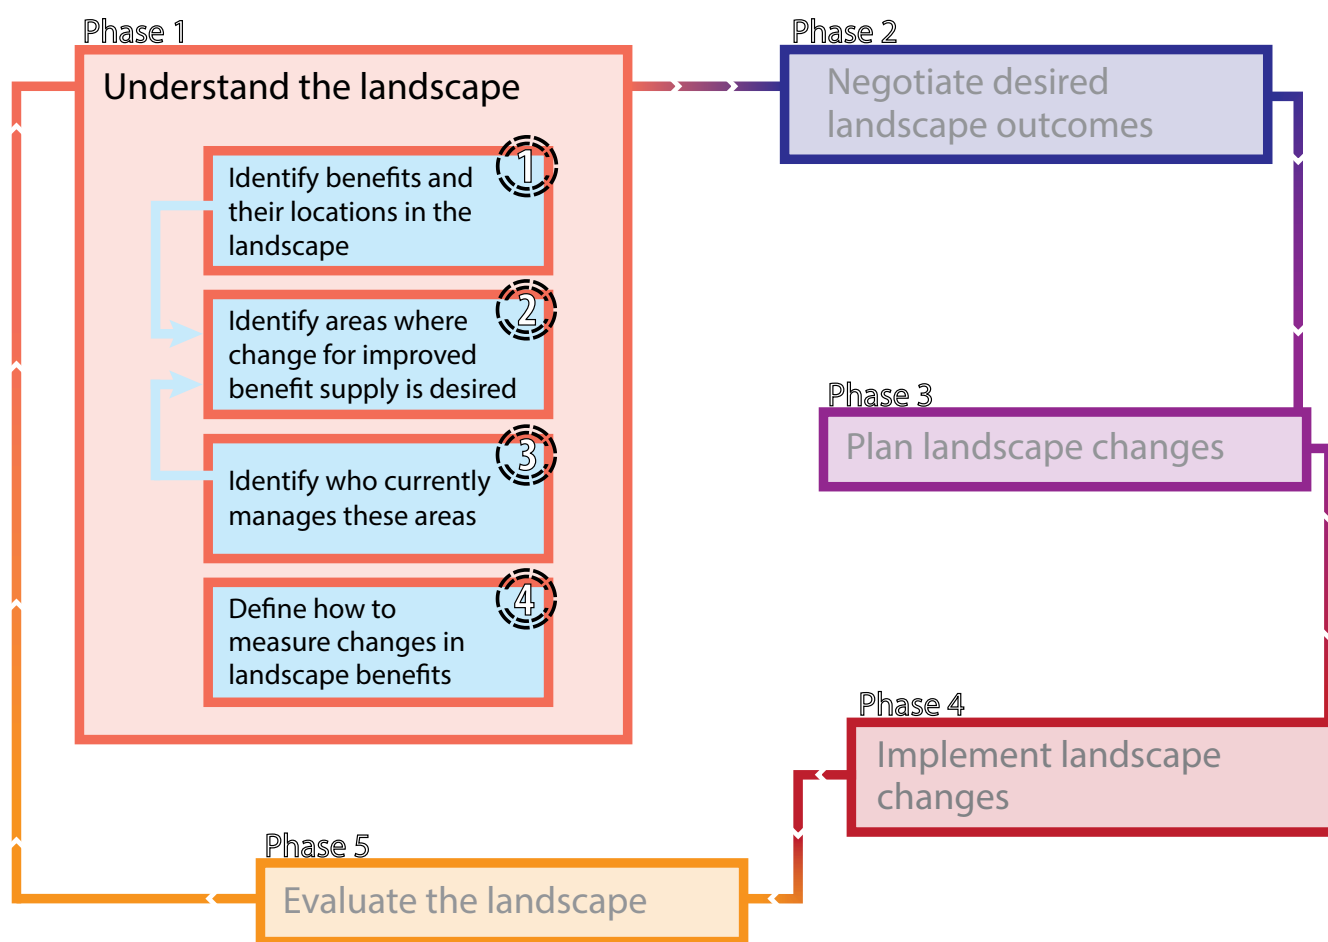 Phase 1
Understand the landscape
1
Identify benefits and
their locations in the
landscape
2
Identify areas where
change for improved
benefit supply is desired
3
Identify who currently
manages these areas
4
Define how to
measure changes in
landscape benefits
Phase 2
Negotiate desired
landscape outcomes
Phase 3
Plan landscape changes
Phase 4
Implement landscape
changes
Phase 5
Evaluate the landscape